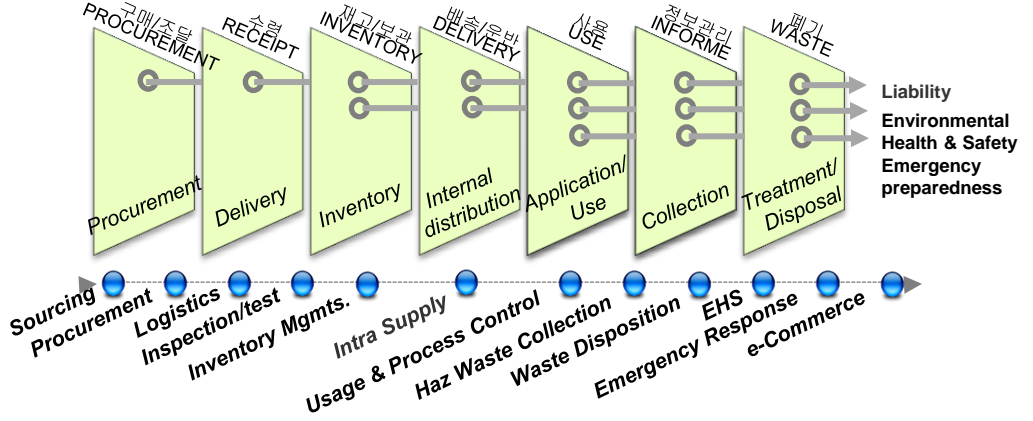 구매/조달
PROCUREMENT
수령
RECEIPT
재고/보관
INVENTORY
배송/운반
DELIVERY
사용
USE
정보관리
INFORME
폐기
WASTE
Liability
Environmental
Health & Safety
Emergency
preparedness
Procurement
Delivery
Inventory
Internal
distribution
Application/
Use
Collection
Treatment/
Disposal
Sourcing
Procurement
Logistics
Inspection/test
Inventory Mgmts.
Intra Supply
Usage & Process Control
Haz Waste Collection
Waste Disposition
EHS
Emergency Response
e-Commerce